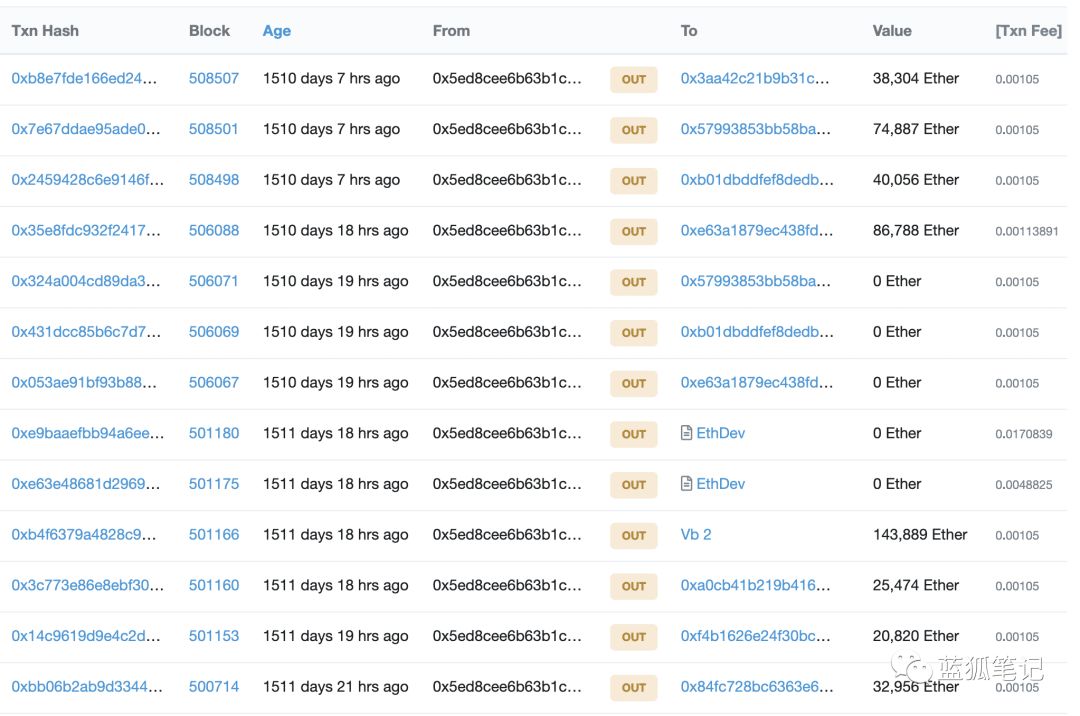 Txn Hash Block Age From To Value [Txn Fee]
0xb8e7fde166ed24... 508507 1510 days 7 hrs ago 0x5ed8cee6b63b1c... OUT 0x3aa42c21b9b31c... 38,304 Ether 0.00105
0x7e67ddae95ade0... 508501 1510 days 7 hrs ago 0x5ed8cee6b63b1c... OUT 0x57993853bb58ba... 74,887 Ether 0.00105
0x2459428c6e9146f... 508498 1510 days 7 hrs ago 0x5ed8cee6b63b1c... OUT 0xb01dbddfef8dedb... 40,056 Ether 0.00105
0x35e8fdc932f2417... 506088 1510 days 18 hrs ago 0x5ed8cee6b63b1c... OUT 0xe63a1879ec438fd... 86,788 Ether 0.00113891
0x324a004cd89da3... 506071 1510 days 19 hrs ago 0x5ed8cee6b63b1c... OUT 0x57993853bb58ba... 0 Ether 0.00105
0x431dcc85b6c7d7... 506069 1510 days 19 hrs ago 0x5ed8cee6b63b1c... OUT 0xb01dbddfef8dedb... 0 Ether 0.00105
0x053ae91bf93b88... 506067 1510 days 19 hrs ago 0x5ed8cee6b63b1c... OUT 0xe63a1879ec438fd... 0 Ether 0.00105
0xe9baaefbb94a6ee... 501180 1511 days 18 hrs ago 0x5ed8cee6b63b1c... OUT EthDev 0 Ether 0.0170839
0xe63e48681d2969... 501175 1511 days 18 hrs ago 0x5ed8cee6b63b1c... OUT EthDev 0 Ether 0.0048825
0xb4f6379a4828c9... 501166 1511 days 18 hrs ago 0x5ed8cee6b63b1c... OUT Vb 2 143,889 Ether 0.00105
0x3c773e86e8ebf30... 501160 1511 days 18 hrs ago 0x5ed8cee6b63b1c... OUT 0xa0cb41b219b416... 25,474 Ether 0.00105
0x14c9619d9e4c2d... 501153 1511 days 19 hrs ago 0x5ed8cee6b63b1c... OUT 0xf4b1626e24f30bc... 20,820 Ether 0.00105
0xbb06b2ab9d3344... 500714 1511 days 21 hrs ago 0x5ed8cee6b63b1c... OUT 0x84fc728bc6363e6... 32,956 Ether 0.00105
蓝狐笔记